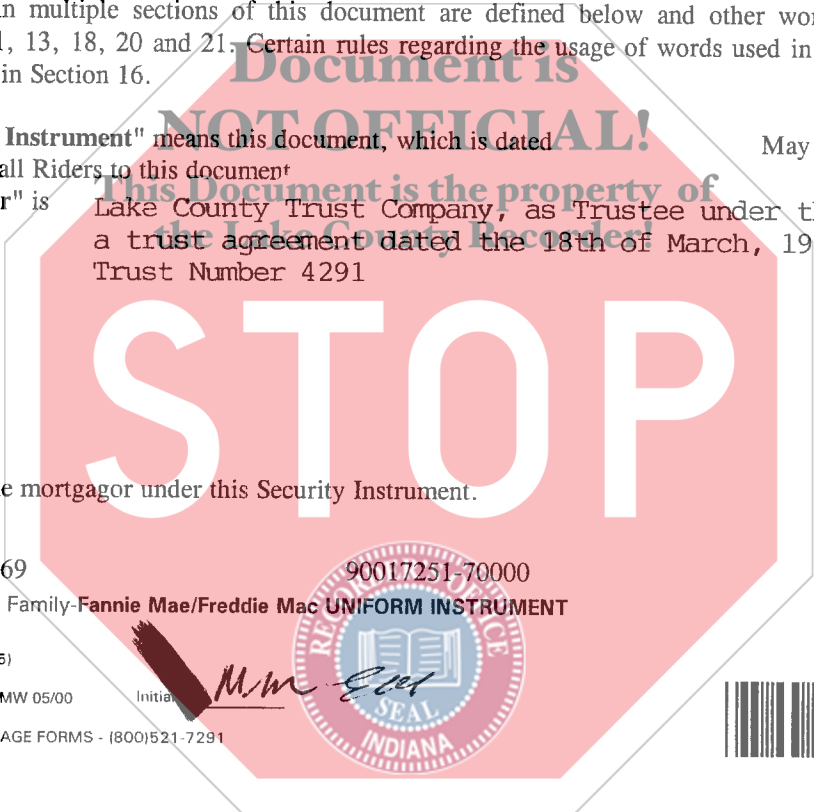 in multiple sections of this document are defined below and other wor
1, 13, 18, 20 and 21. Certain rules regarding the usage of words used in
in Section 16.
Document is
NOT OFFICIAL!
This Document is the property of
the Lake County Recorder!
Instrument" means this document, which is dated May
all Riders to this document
r" is Lake County Trust Company, as Trustee under th
a trust agreement dated the 18th of March, 19
Trust Number 4291
STOP
e mortgagor under this Security Instrument.
69 90017251-70000
Family-Fannie Mae/Freddie Mac UNIFORM INSTRUMENT
5)
MW 05/00 Initia
AGE FORMS - (800)521-7291
RECORDER'S OFFICE
SEAL
INDIANA